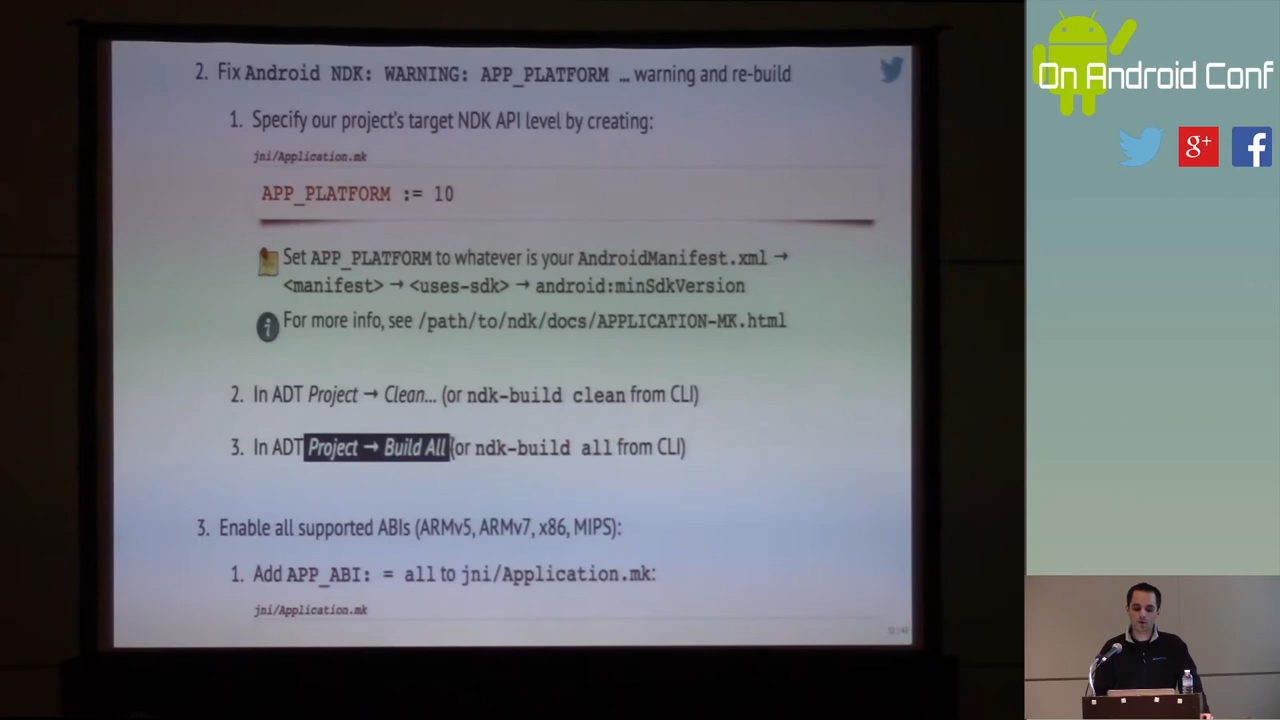 2. Fix Android NDK: WARNING: APP_PLATFORM … warning and re-build
1. Specify our project's target NDK API level by creating:
jni/Application.mk
APP_PLATFORM := 10
Set APP_PLATFORM to whatever is your AndroidManifest.xml →
<manifest> → <uses-sdk> → android:minSdkVersion
For more info, see /path/to/ndk/docs/APPLICATION-MK.html
2. In ADT Project → Clean… (or ndk-build clean from CLI)
3. In ADT Project → Build All (or ndk-build all from CLI)
3. Enable all supported ABIs (ARMv5, ARMv7, x86, MIPS):
1. Add APP_ABI: = all to jni/Application.mk:
jni/Application.mk
On Android Conf
g+
f